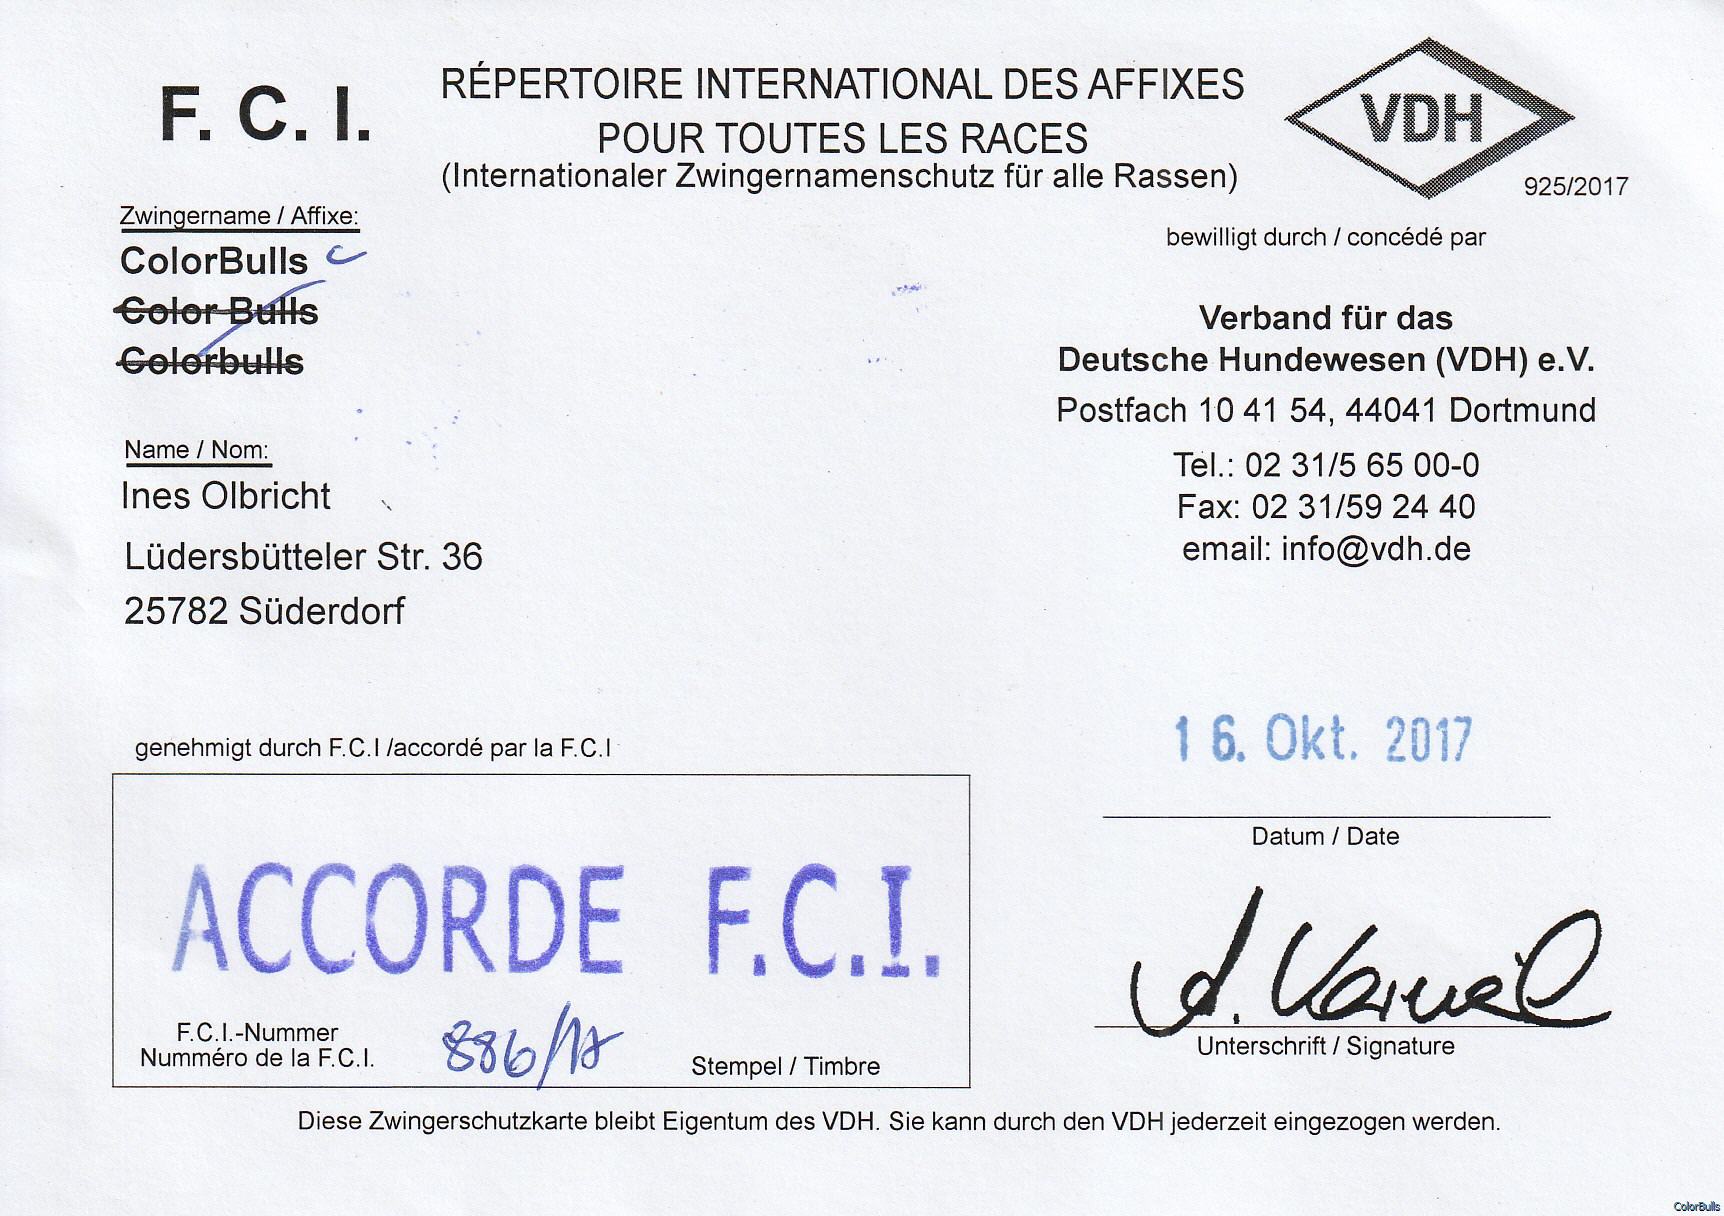 F. C. I.
RÉPERTOIRE INTERNATIONAL DES AFFIXES
POUR TOUTES LES RACES
(Internationaler Zwingernamenschutz für alle Rassen)
VDH
925/2017
Zwingername / Affixe:
ColorBulls
Color Bulls
Colorbulls
bewilligt durch / concédé par
Verband für das
Deutsche Hundewesen (VDH) e.V.
Postfach 10 41 54, 44041 Dortmund
Tel.: 02 31/5 65 00-0
Fax: 02 31/59 24 40
email: info@vdh.de
Name / Nom:
Ines Olbricht
Lüdersbütteler Str. 36
25782 Süderdorf
genehmigt durch F.C.I /accordé par la F.C.I
ACCORDE F.C.I.
F.C.I.-Nummer
Numméro de la F.C.I.
886/17
Stempel / Timbre
16. Okt. 2017
Datum / Date
Unterschrift / Signature
Diese Zwingerschutzkarte bleibt Eigentum des VDH. Sie kann durch den VDH jederzeit eingezogen werden.
ColorBulls